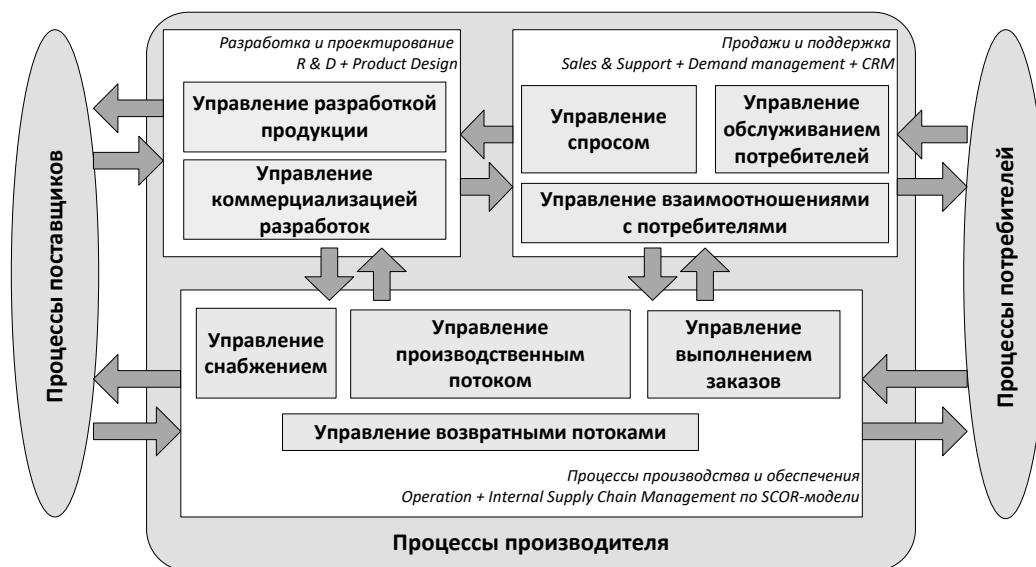 Процессы поставщиков
Разработка и проектирование
R & D + Product Design
Управление разработкой
продукции
Управление
коммерциализацией
разработок
Продажи и поддержка
Sales & Support + Demand management + CRM
Управление
спросом
Управление
обслуживанием
потребителей
Управление взаимоотношениями
с потребителями
Управление
снабжением
Управление
производственным
потоком
Управление
выполнением
заказов
Управление возвратными потоками
Процессы производства и обеспечения
Operation + Internal Supply Chain Management по SCOR-модели
Процессы производителя
Процессы потребителей